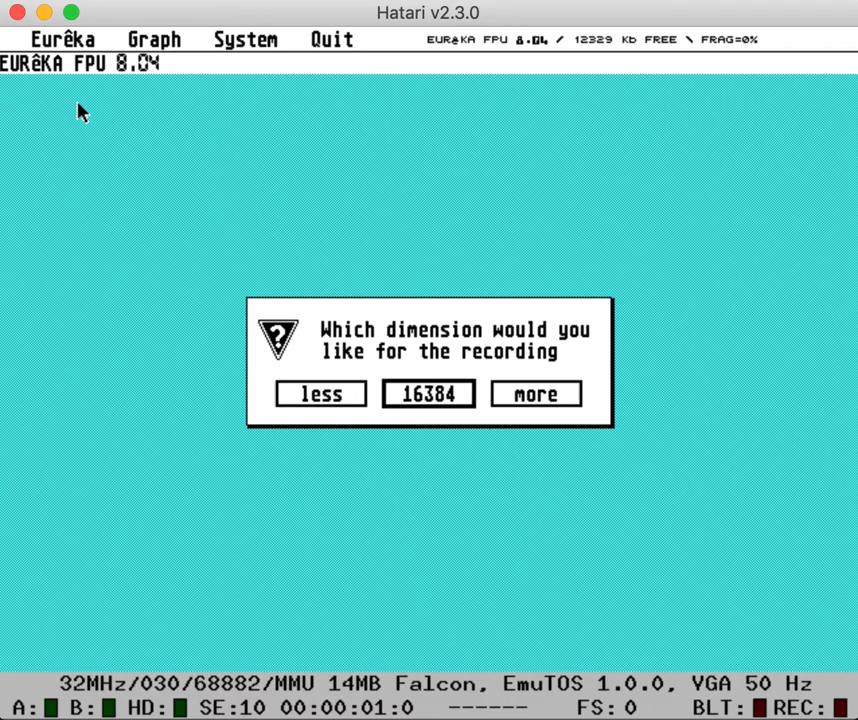 Hatari v2.3.0
Eurêka Graph System Quit EURêKA FPU 8.04 / 12329 Kb FREE \ FRAG=0%
EURêKA FPU 8.04
?
Which dimension would you
like for the recording
less 16384 more
32MHz/030/68882/MMU 14MB Falcon, EmuTOS 1.0.0, VGA 50 Hz
A: B: HD: SE:10 00:00:01:0 ------ FS: 0 BLT: REC: